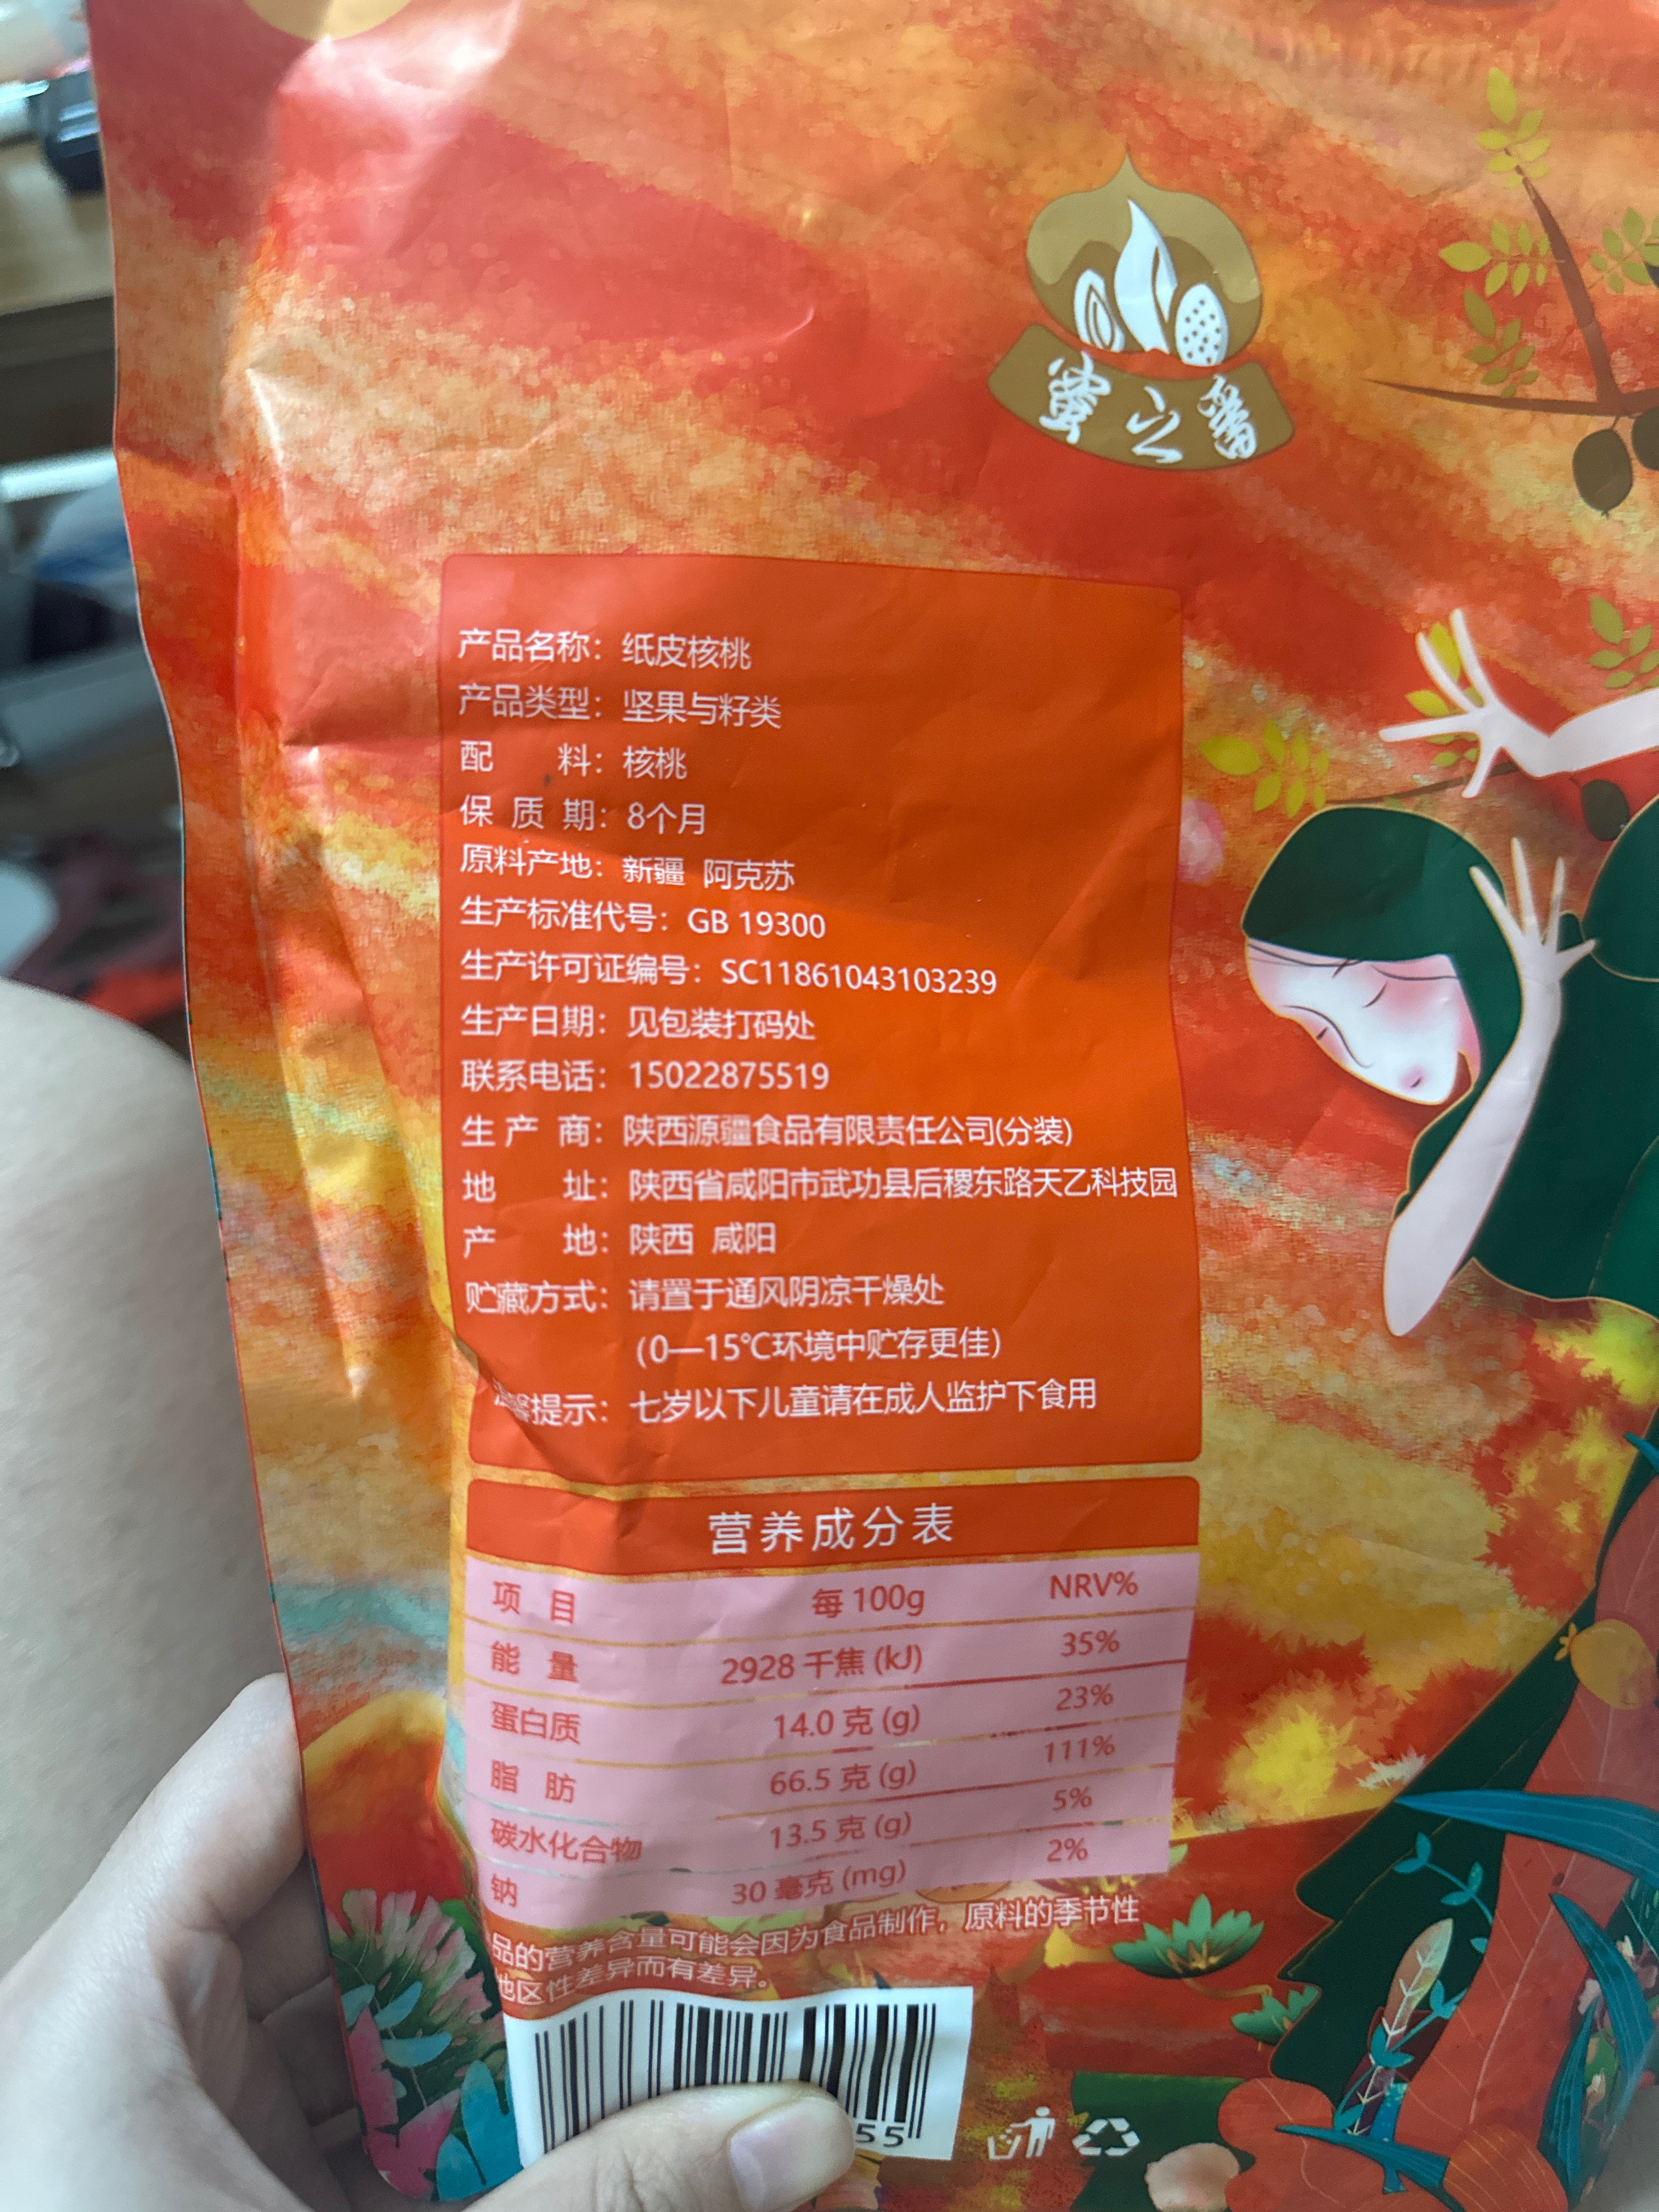 蜜之番
产品名称：纸皮核桃
产品类型：坚果与籽类
配 料：核桃
保 质 期：8个月
原料产地：新疆 阿克苏
生产标准代号：GB 19300
生产许可证编号：SC11861043103239
生产日期：见包装打码处
联系电话：15022875519
生 产 商：陕西源疆食品有限责任公司(分装)
地 址：陕西省咸阳市武功县后稷东路天乙科技园
产 地：陕西 咸阳
贮藏方式：请置于通风阴凉干燥处
(0—15℃环境中贮存更佳)
馨提示：七岁以下儿童请在成人监护下食用
营养成分表
项 目 每100g NRV%
能 量 2928 千焦 (kJ) 35%
蛋白质 14.0 克 (g) 23%
脂 肪 66.5 克 (g) 111%
碳水化合物 13.5 克 (g) 5%
钠 30 毫克 (mg) 2%
品的营养含量可能会因为食品制作，原料的季节性
地区性差异而有差异。
55